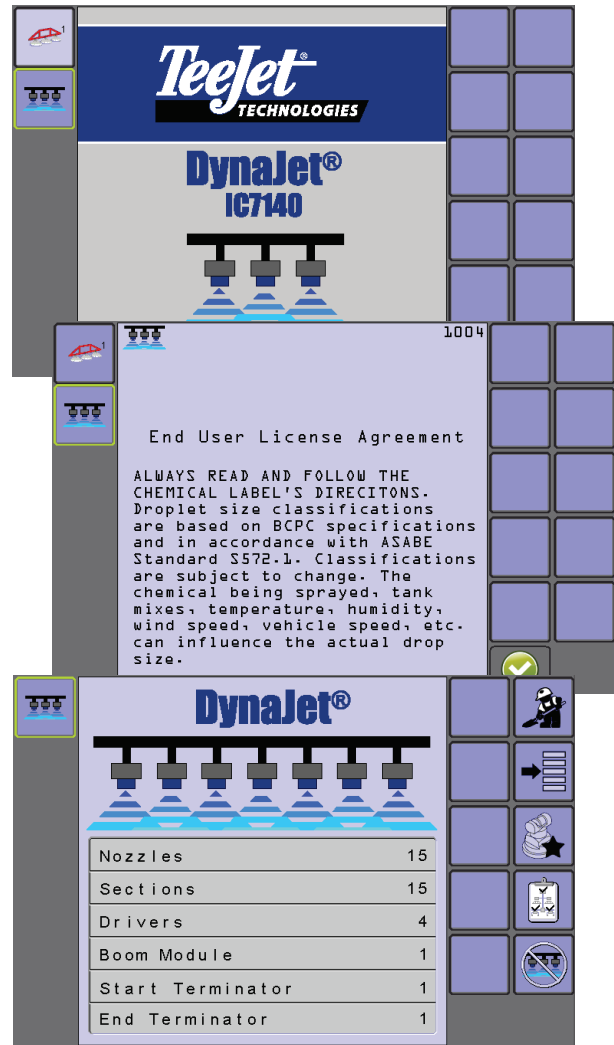 1
TeeJet®
TECHNOLOGIES
DynaJet®
IC7140
1
1004
End User License Agreement
ALWAYS READ AND FOLLOW THE
CHEMICAL LABEL'S DIRECITONS.
Droplet size classifications
are based on BCPC specifications
and in accordance with ASABE
Standard S572.1. Classifications
are subject to change. The
chemical being sprayed, tank
mixes, temperature, humidity,
wind speed, vehicle speed, etc.
can influence the actual drop
size.
DynaJet®
Nozzles 15
Sections 15
Drivers 4
Boom Module 1
Start Terminator 1
End Terminator 1